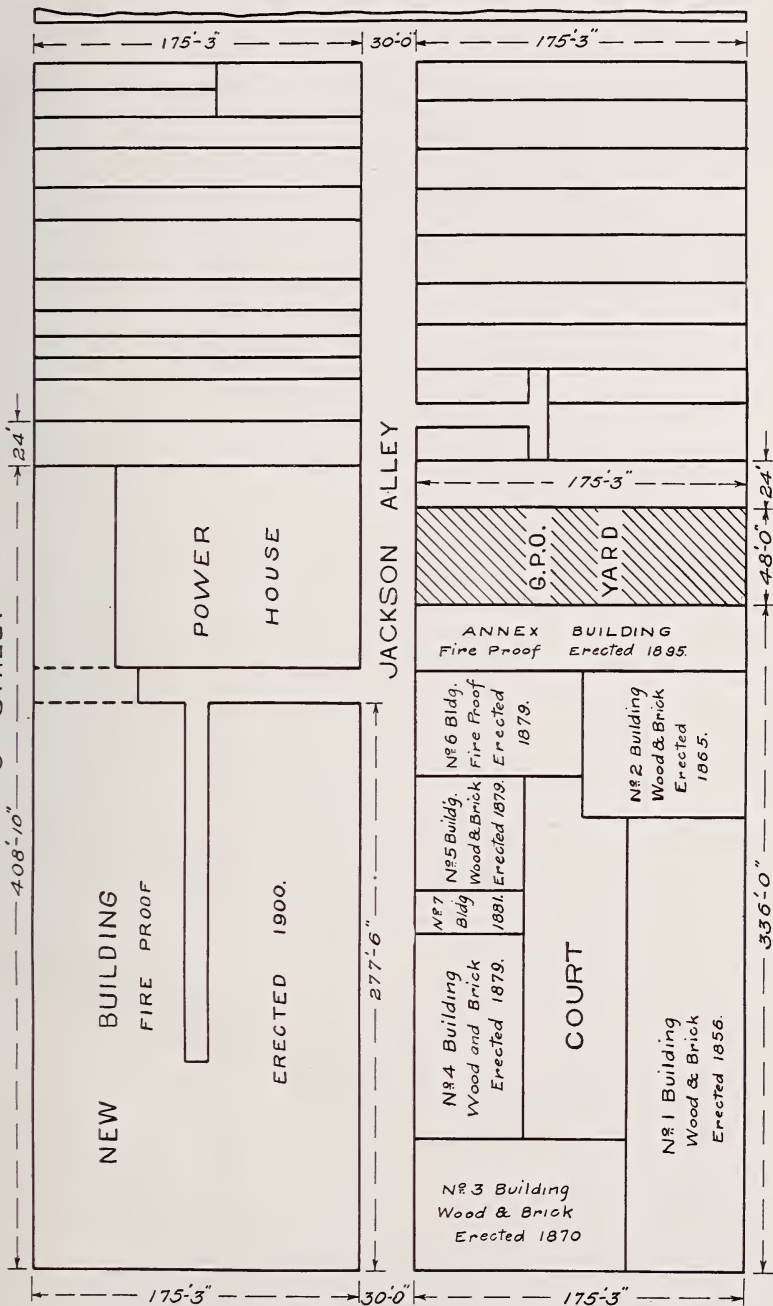 175'-3"
30'-0"
175'-3"
24'
408'-10"
POWER
HOUSE
JACKSON ALLEY
175'-3"
24'
48'-0"
G.P.O.
YARD
ANNEX BUILDING
Fire Proof Erected 1895.
Nº 6 Bldg.
Fire Proof
Erected
1879.
Nº 2 Building
Wood & Brick
Erected
1865.
Nº 5 Build'g.
Wood & Brick
Erected 1879.
Nº 7
Bldg
1881.
Nº 4 Building
Wood and Brick
Erected 1879.
COURT
Nº 1 Building
Wood & Brick
Erected 1856.
Nº 3 Building
Wood & Brick
Erected 1870
NEW BUILDING
FIRE PROOF
ERECTED 1900.
277'-6"
336'-0"
175'-3"
30'-0"
175'-3"